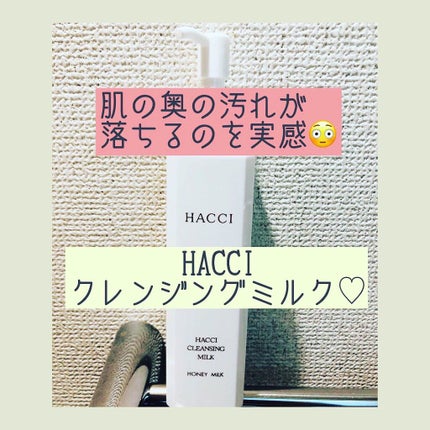 肌の奥の汚れが
落ちるのを実感😳
HACCI
HACCI
クレンジングミルク♡
HACCI
CLEANSING
MILK
HONEY MILK